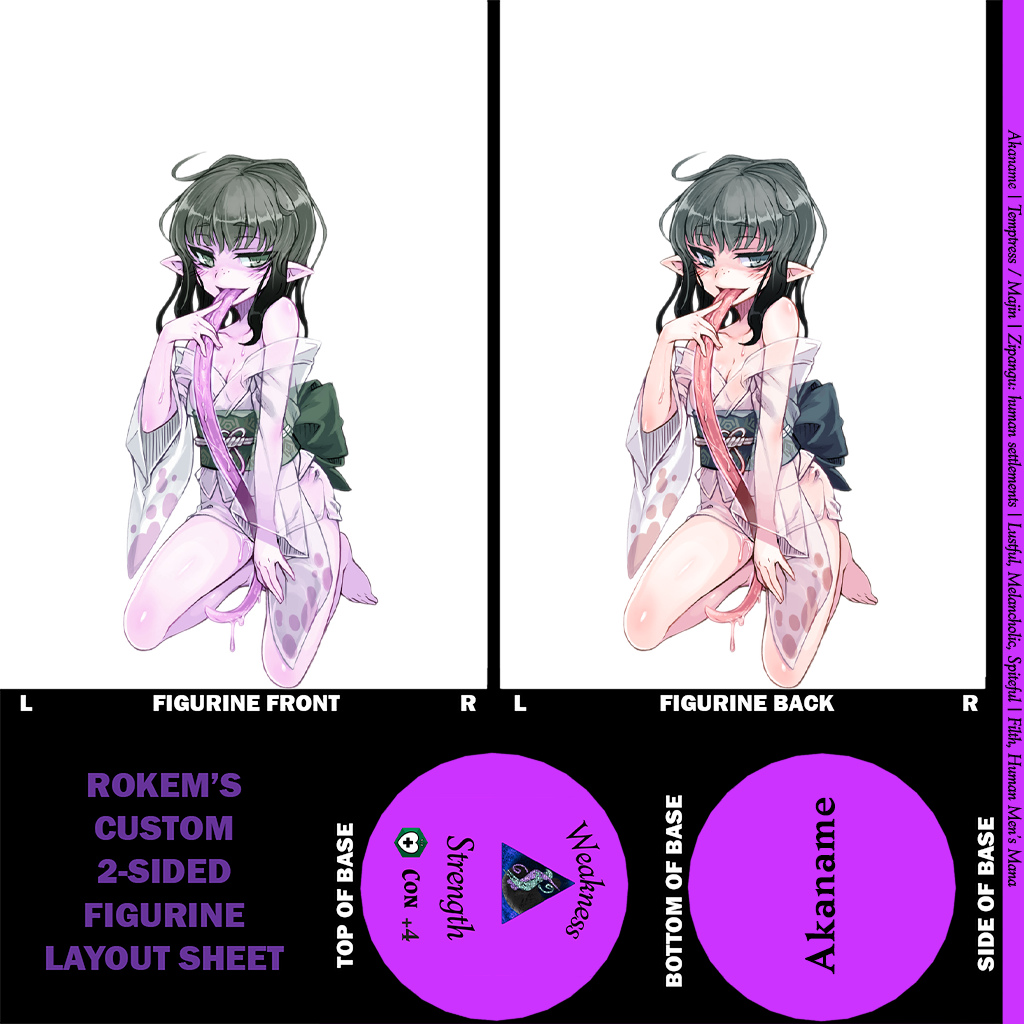 L
FIGURINE FRONT
R
L
FIGURINE BACK
R
ROKEM'S
CUSTOM
2-SIDED
FIGURINE
LAYOUT SHEET
TOP OF BASE
Weakness
Strength
CON +4
BOTTOM OF BASE
Akaname
SIDE OF BASE
Akaname | Temptress / Majin | Zipangu: human settlements | Lustful, Melancholic, Spiteful | Filth, Human Men's Mana